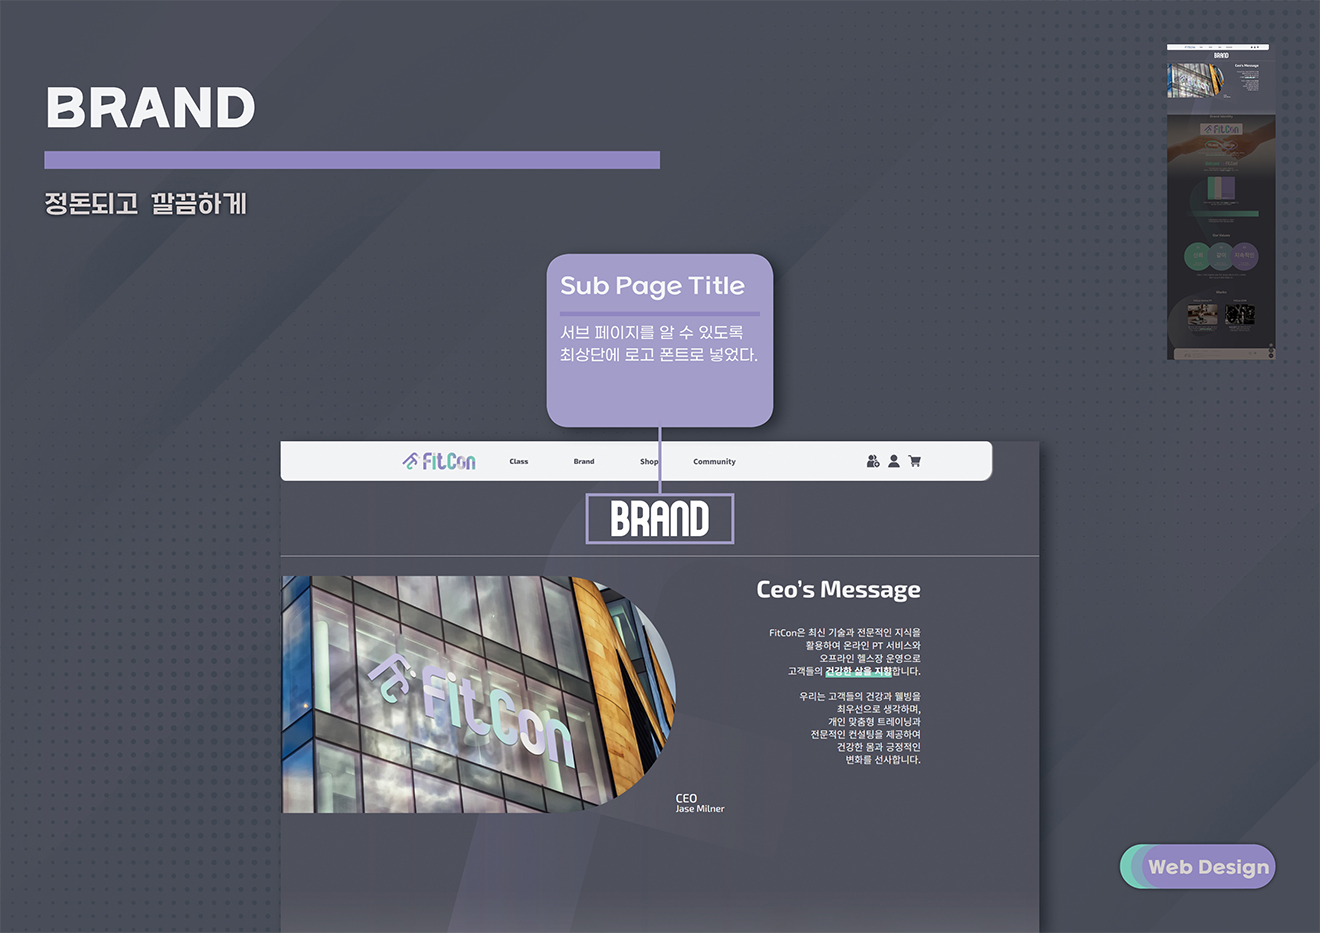 BRAND
정돈되고 깔끔하게
Sub Page Title
서브 페이지를 알 수 있도록
최상단에 로고 폰트로 넣었다.
FitCon
Class
Brand
Shop
Community
BRAND
Ceo's Message
FitCon은 최신 기술과 전문적인 지식을
활용하여 온라인 PT 서비스와
오프라인 헬스장 운영으로
고객들의 건강한 삶을 지향합니다.
우리는 고객들의 건강과 웰빙을
최우선으로 생각하며,
개인 맞춤형 트레이닝과
전문적인 컨설팅을 제공하여
건강한 몸과 긍정적인
변화를 선사합니다.
FitCon
CEO
Jase Milner
BRAND
Ceo's Message
FitCon
Web Design